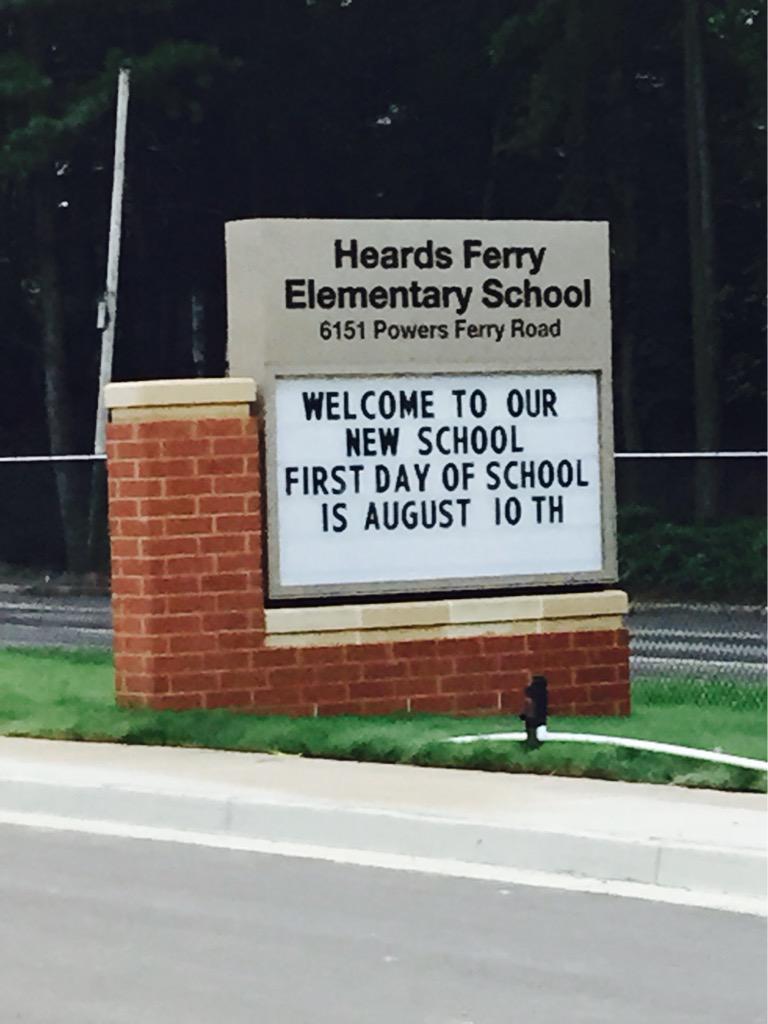 Heards Ferry
Elementary School
6151 Powers Ferry Road
WELCOME TO OUR
NEW SCHOOL
FIRST DAY OF SCHOOL
IS AUGUST 10 TH